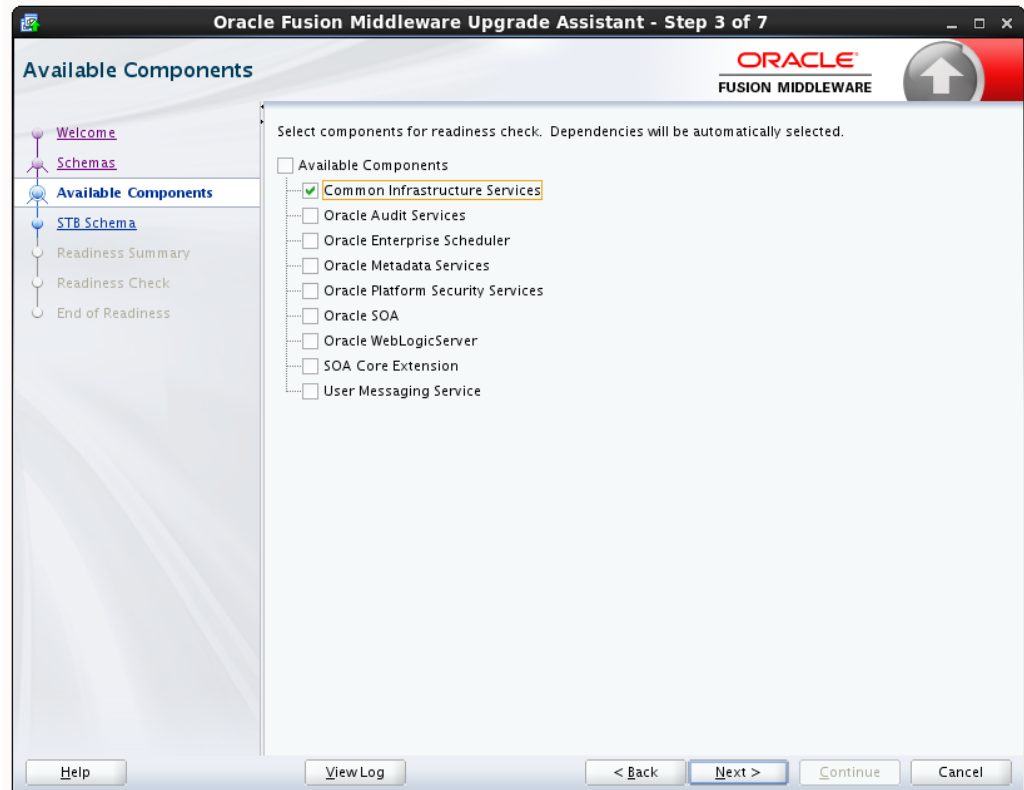 Oracle Fusion Middleware Upgrade Assistant - Step 3 of 7
Available Components
ORACLE®
FUSION MIDDLEWARE
Welcome
Schemas
Available Components
STB Schema
Readiness Summary
Readiness Check
End of Readiness
Select components for readiness check. Dependencies will be automatically selected.
Available Components
Common Infrastructure Services
Oracle Audit Services
Oracle Enterprise Scheduler
Oracle Metadata Services
Oracle Platform Security Services
Oracle SOA
Oracle WebLogicServer
SOA Core Extension
User Messaging Service
Help View Log < Back Next > Continue Cancel